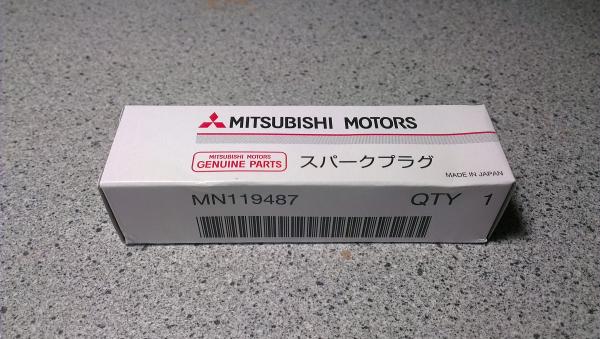 MITSUBISHI MOTORS
MITSUBISHI MOTORS
GENUINE PARTS
スパークプラグ
MADE IN JAPAN
MN119487 QTY 1